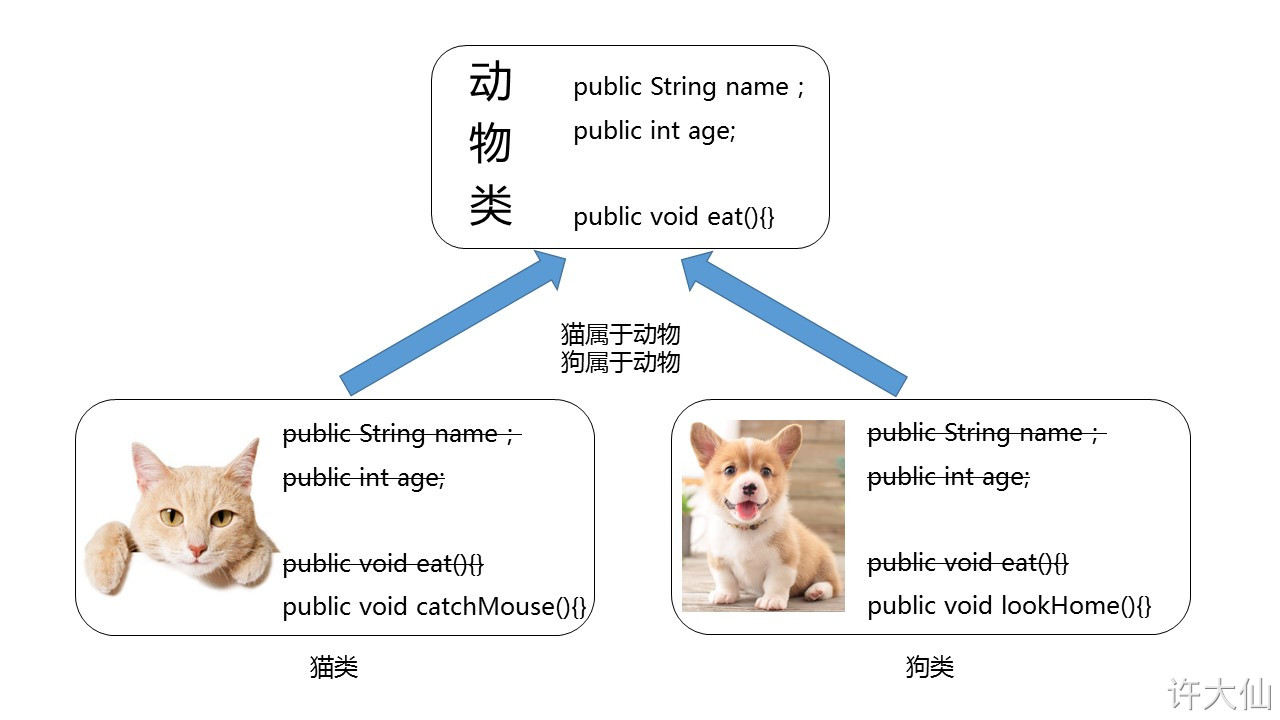 动
物
类
public String name ;
public int age;
public void eat(){}
猫属于动物
狗属于动物
public String name ;
public int age;
public void eat(){}
public void catchMouse(){}
猫类
public String name ;
public int age;
public void eat(){}
public void lookHome(){}
狗类
许大仙